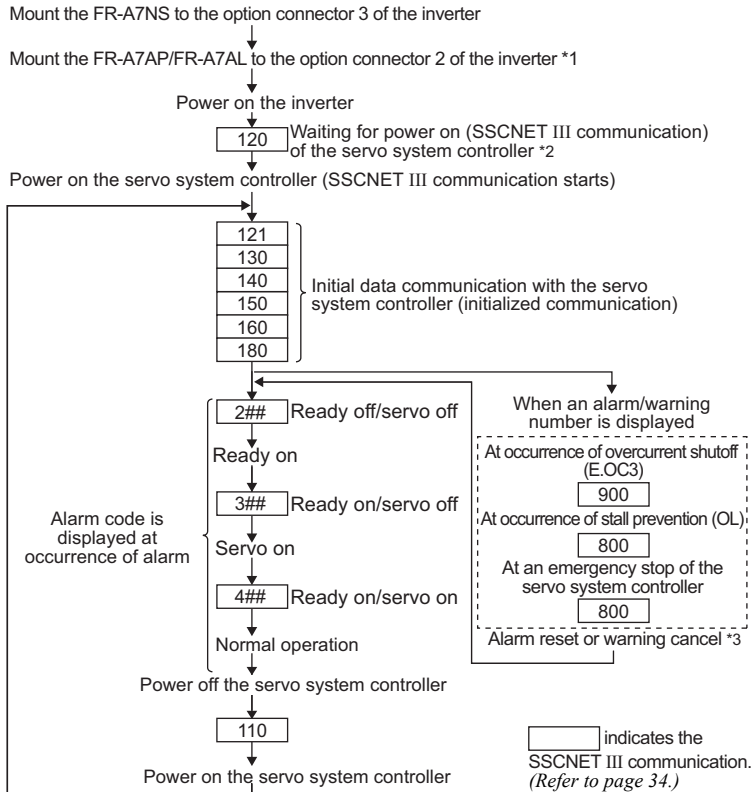 Mount the FR-A7NS to the option connector 3 of the inverter
Mount the FR-A7AP/FR-A7AL to the option connector 2 of the inverter *1
Power on the inverter
120
Waiting for power on (SSCNET III communication)
of the servo system controller *2
Power on the servo system controller (SSCNET III communication starts)
121
130
140
150
160
180
Initial data communication with the servo
system controller (initialized communication)
2##
Ready off/servo off
Ready on
3##
Ready on/servo off
Servo on
4##
Ready on/servo on
Normal operation
Alarm code is
displayed at
occurrence of alarm
When an alarm/warning
number is displayed
At occurrence of overcurrent shutoff
(E.OC3)
900
At occurrence of stall prevention (OL)
800
At an emergency stop of the
servo system controller
800
Alarm reset or warning cancel *3
Power off the servo system controller
110
Power on the servo system controller
indicates the
SSCNET III communication.
(Refer to page 34.)